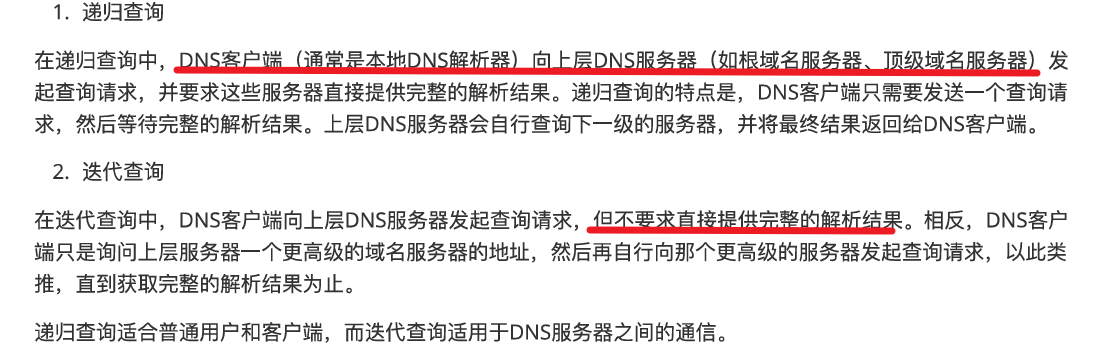 1. 递归查询
在递归查询中，DNS客户端（通常是本地DNS解析器）向上层DNS服务器（如根域名服务器、顶级域名服务器）发
起查询请求，并要求这些服务器直接提供完整的解析结果。递归查询的特点是，DNS客户端只需要发送一个查询请
求，然后等待完整的解析结果。上层DNS服务器会自行查询下一级的服务器，并将最终结果返回给DNS客户端。
2. 迭代查询
在迭代查询中，DNS客户端向上层DNS服务器发起查询请求，但不要求直接提供完整的解析结果。相反，DNS客户
端只是询问上层服务器一个更高级的域名服务器的地址，然后再自行向那个更高级的服务器发起查询请求，以此类
推，直到获取完整的解析结果为止。
递归查询适合普通用户和客户端，而迭代查询适用于DNS服务器之间的通信。